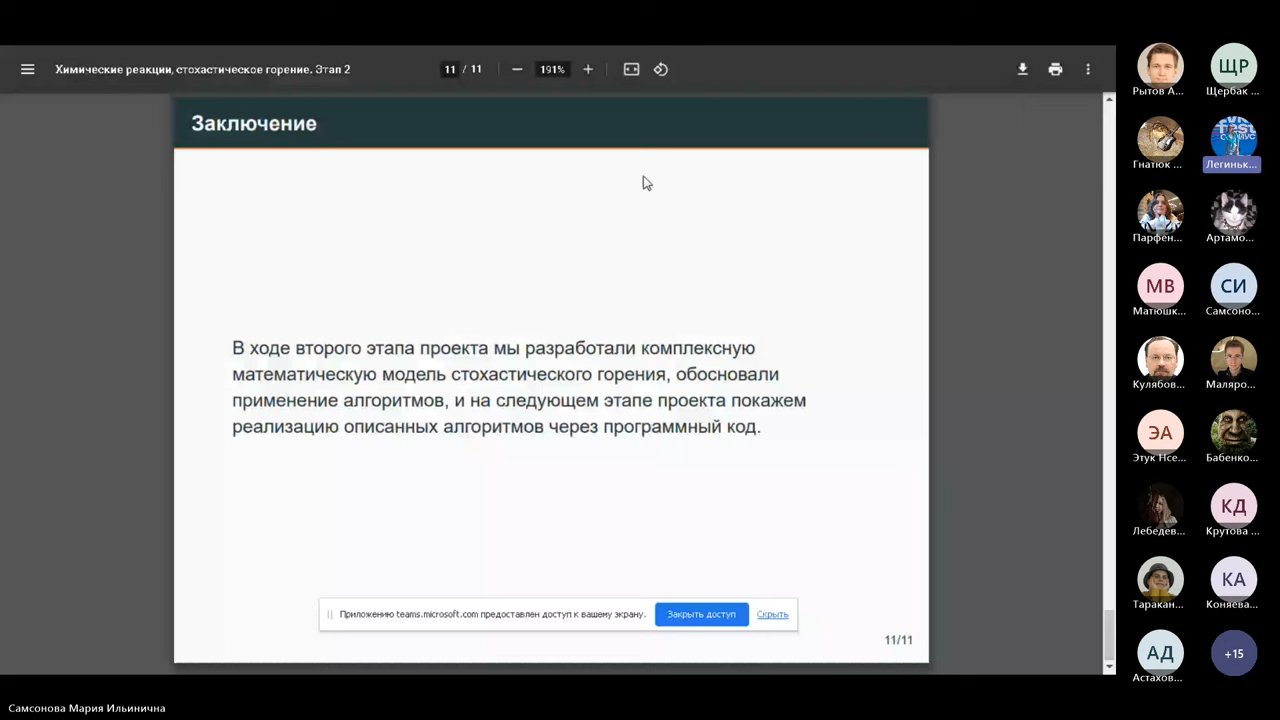 Химические реакции, стохастическое горение. Этап 2
11 / 11
191%
Заключение
В ходе второго этапа проекта мы разработали комплексную
математическую модель стохастического горения, обосновали
применение алгоритмов, и на следующем этапе проекта покажем
реализацию описанных алгоритмов через программный код.
Приложению teams.microsoft.com предоставлен доступ к вашему экрану.
Закрыть доступ
Скрыть
11/11
Рытов А...
ЩР
Щербак ...
Гнатюк ...
Легиньк...
Парфен...
Артамо...
МВ
Матюшк...
СИ
Самсоно...
Кулябов...
Маляро...
ЭА
Этук Нсе...
Бабенко...
Лебедев...
КД
Крутова ...
Таракан...
КА
Коняева...
АД
Астахов...
+15
Самсонова Мария Ильинична